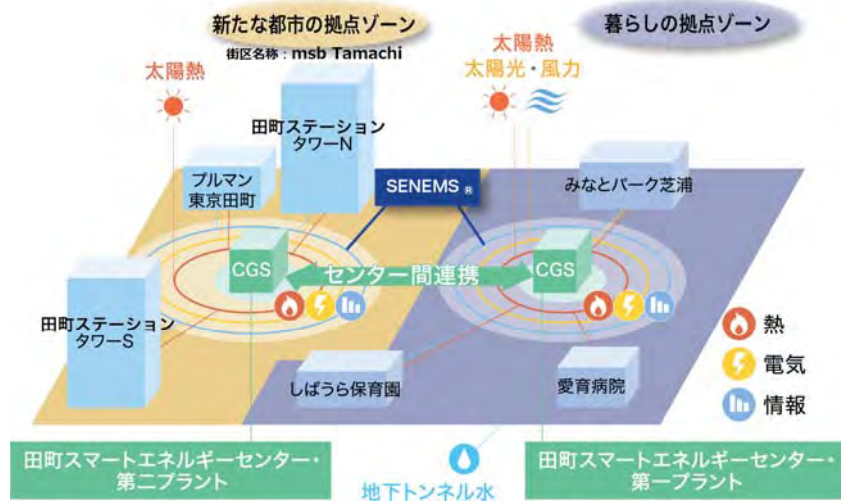 新たな都市の拠点ゾーン
街区名称：msb Tamachi
暮らしの拠点ゾーン
太陽熱
太陽熱
太陽光・風力
田町ステーション
タワーN
プルマン
東京田町
SENEMS®
みなとパーク芝浦
CGS
センター間連携
CGS
田町ステーション
タワーS
しばうら保育園
愛育病院
熱
電気
情報
田町スマートエネルギーセンター・
第二プラント
地下トンネル水
田町スマートエネルギーセンター・
第一プラント